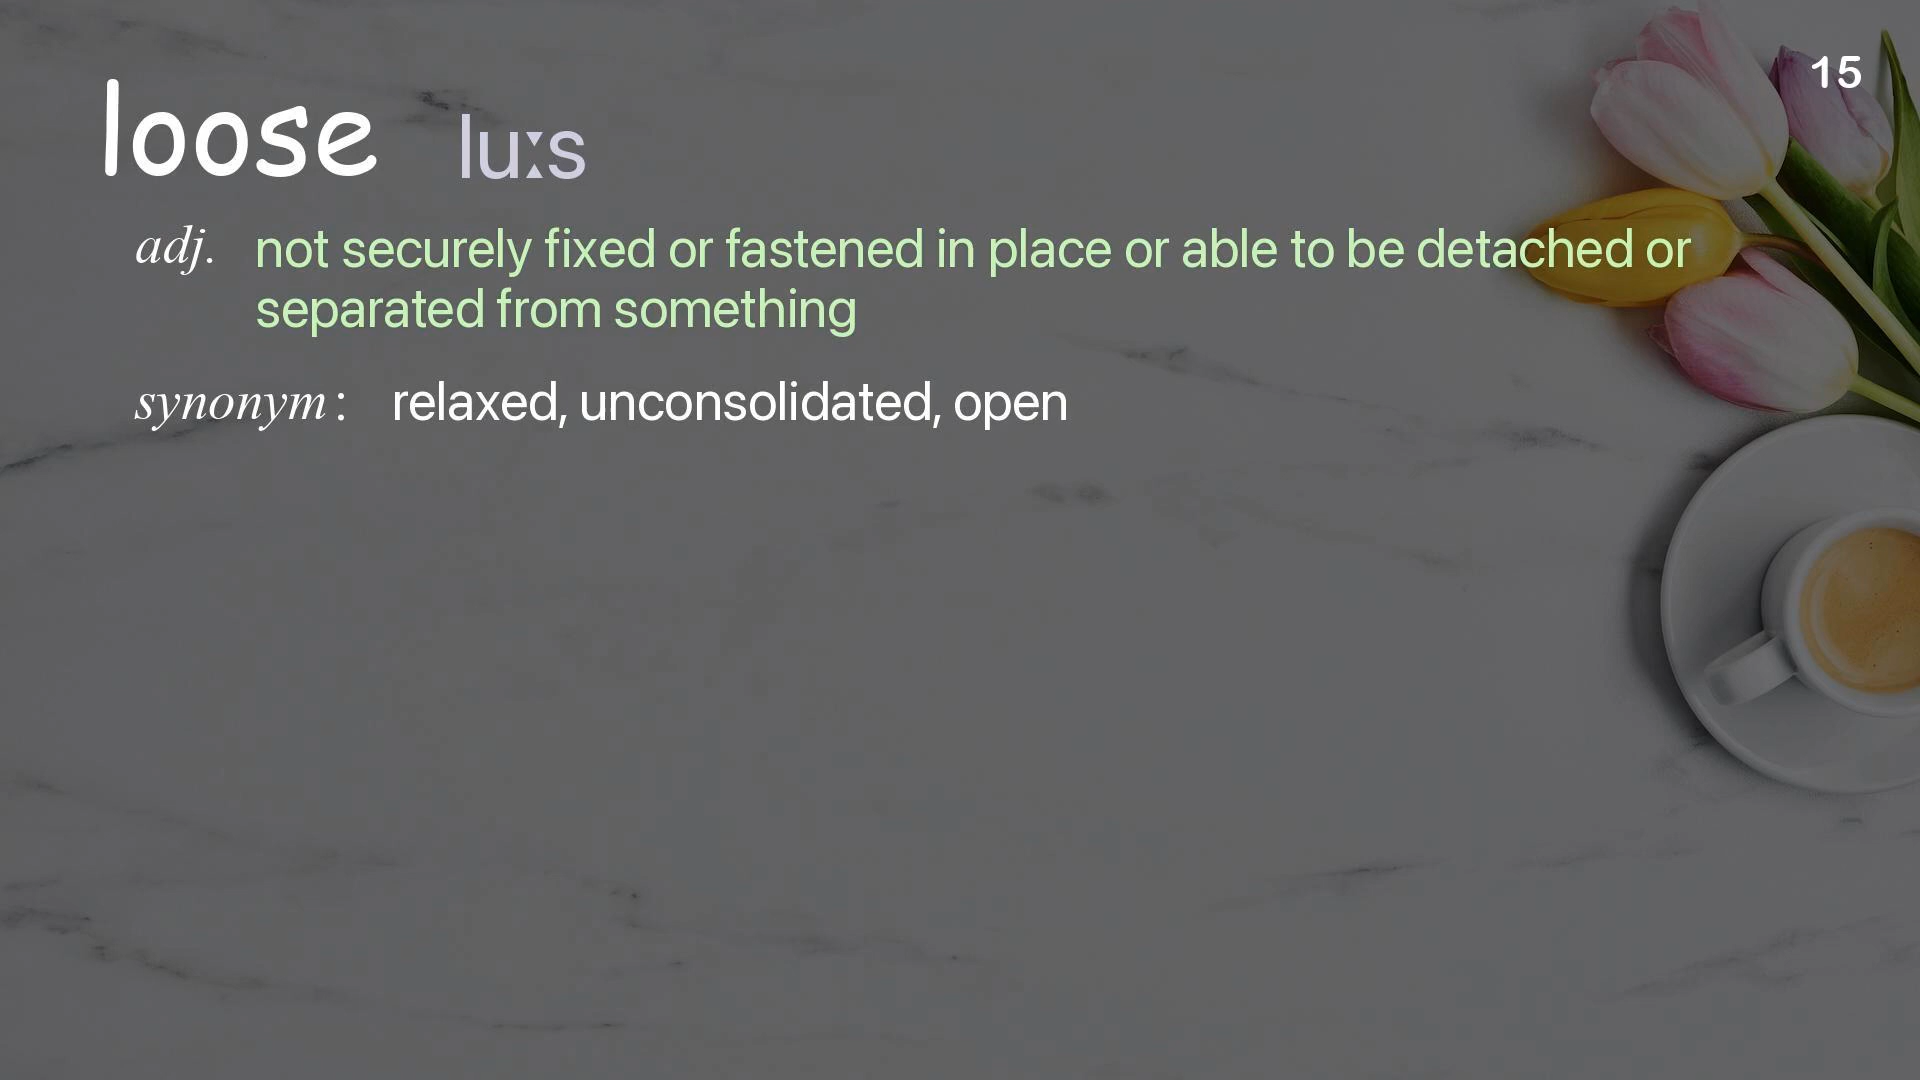 15
loose luːs
adj. not securely fixed or fastened in place or able to be detached or
separated from something
synonym: relaxed, unconsolidated, open